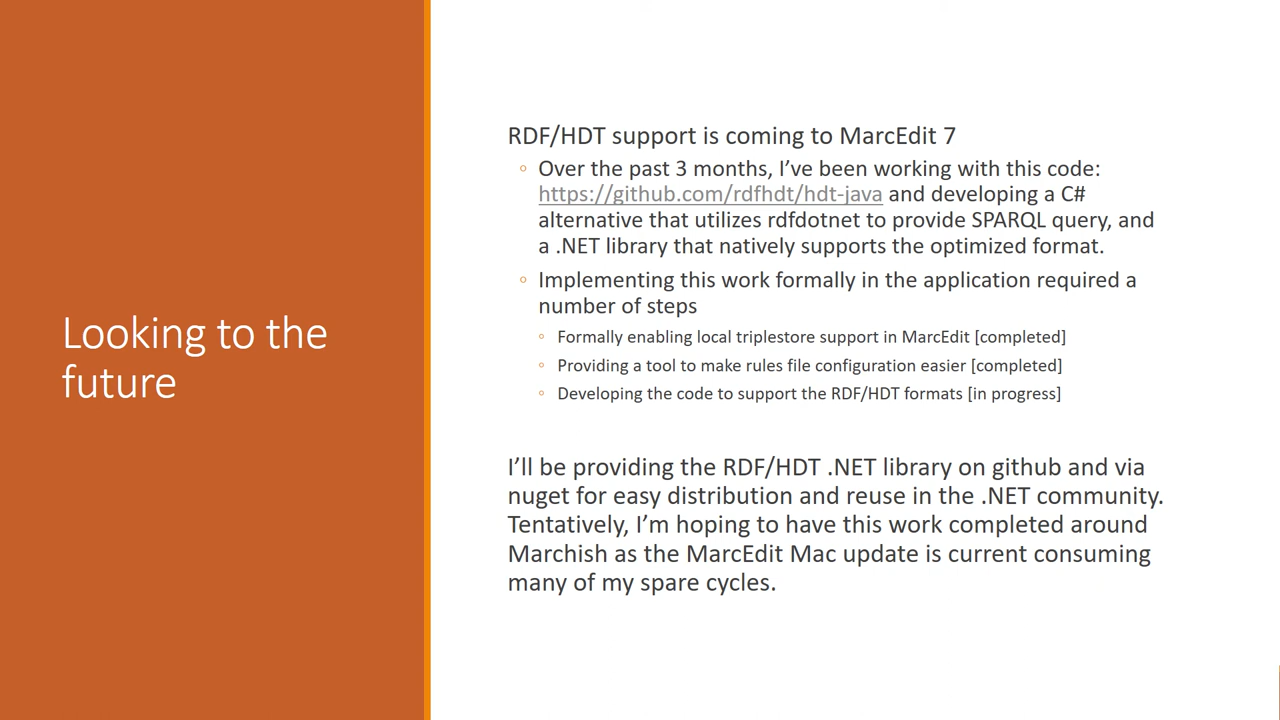 Looking to the
future
RDF/HDT support is coming to MarcEdit 7
◦ Over the past 3 months, I’ve been working with this code:
https://github.com/rdfhdt/hdt-java and developing a C#
alternative that utilizes rdfdotnet to provide SPARQL query, and
a .NET library that natively supports the optimized format.
◦ Implementing this work formally in the application required a
number of steps
◦ Formally enabling local triplestore support in MarcEdit [completed]
◦ Providing a tool to make rules file configuration easier [completed]
◦ Developing the code to support the RDF/HDT formats [in progress]
I’ll be providing the RDF/HDT .NET library on github and via
nuget for easy distribution and reuse in the .NET community.
Tentatively, I’m hoping to have this work completed around
Marchish as the MarcEdit Mac update is current consuming
many of my spare cycles.